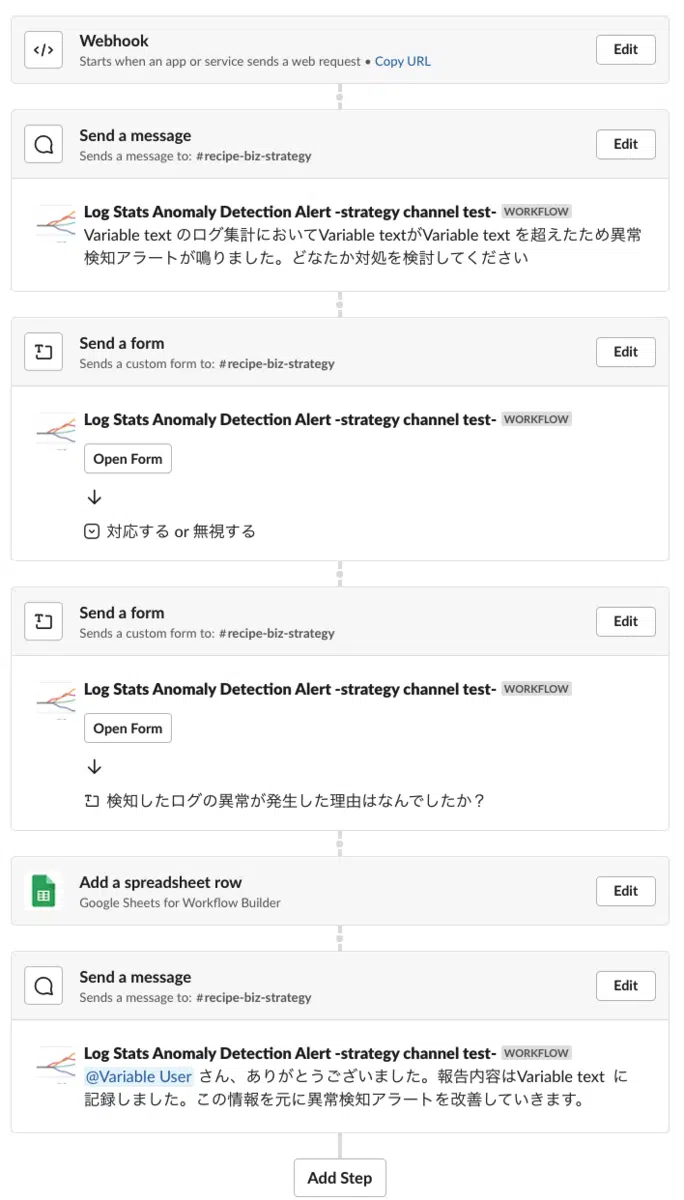 Webhook
Starts when an app or service sends a web request • Copy URL
Edit
Send a message
Sends a message to: #recipe-biz-strategy
Edit
Log Stats Anomaly Detection Alert -strategy channel test- WORKFLOW
Variable text のログ集計においてVariable textがVariable text を超えたため異常
検知アラートが鳴りました。どなたか対処を検討してください
Send a form
Sends a custom form to: #recipe-biz-strategy
Edit
Log Stats Anomaly Detection Alert -strategy channel test- WORKFLOW
Open Form
対応する or 無視する
Send a form
Sends a custom form to: #recipe-biz-strategy
Edit
Log Stats Anomaly Detection Alert -strategy channel test- WORKFLOW
Open Form
検知したログの異常が発生した理由はなんでしたか？
Add a spreadsheet row
Google Sheets for Workflow Builder
Edit
Send a message
Sends a message to: #recipe-biz-strategy
Edit
Log Stats Anomaly Detection Alert -strategy channel test- WORKFLOW
@Variable User さん、ありがとうございました。報告内容はVariable text に
記録しました。この情報を元に異常検知アラートを改善していきます。
Add Step